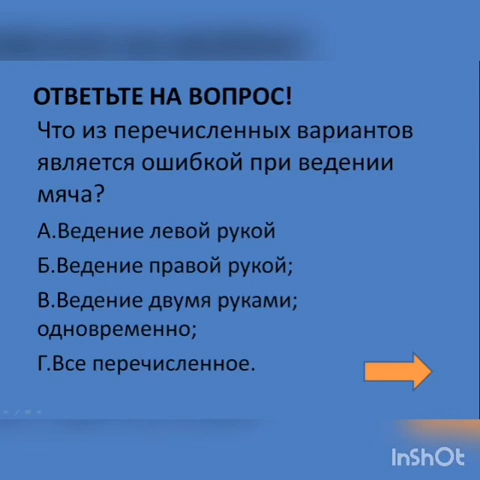 ОТВЕТЬТЕ НА ВОПРОС!
Что из перечисленных вариантов
является ошибкой при ведении
мяча?
А.Ведение левой рукой
Б.Ведение правой рукой;
В.Ведение двумя руками;
одновременно;
Г.Все перечисленное.
InShOt